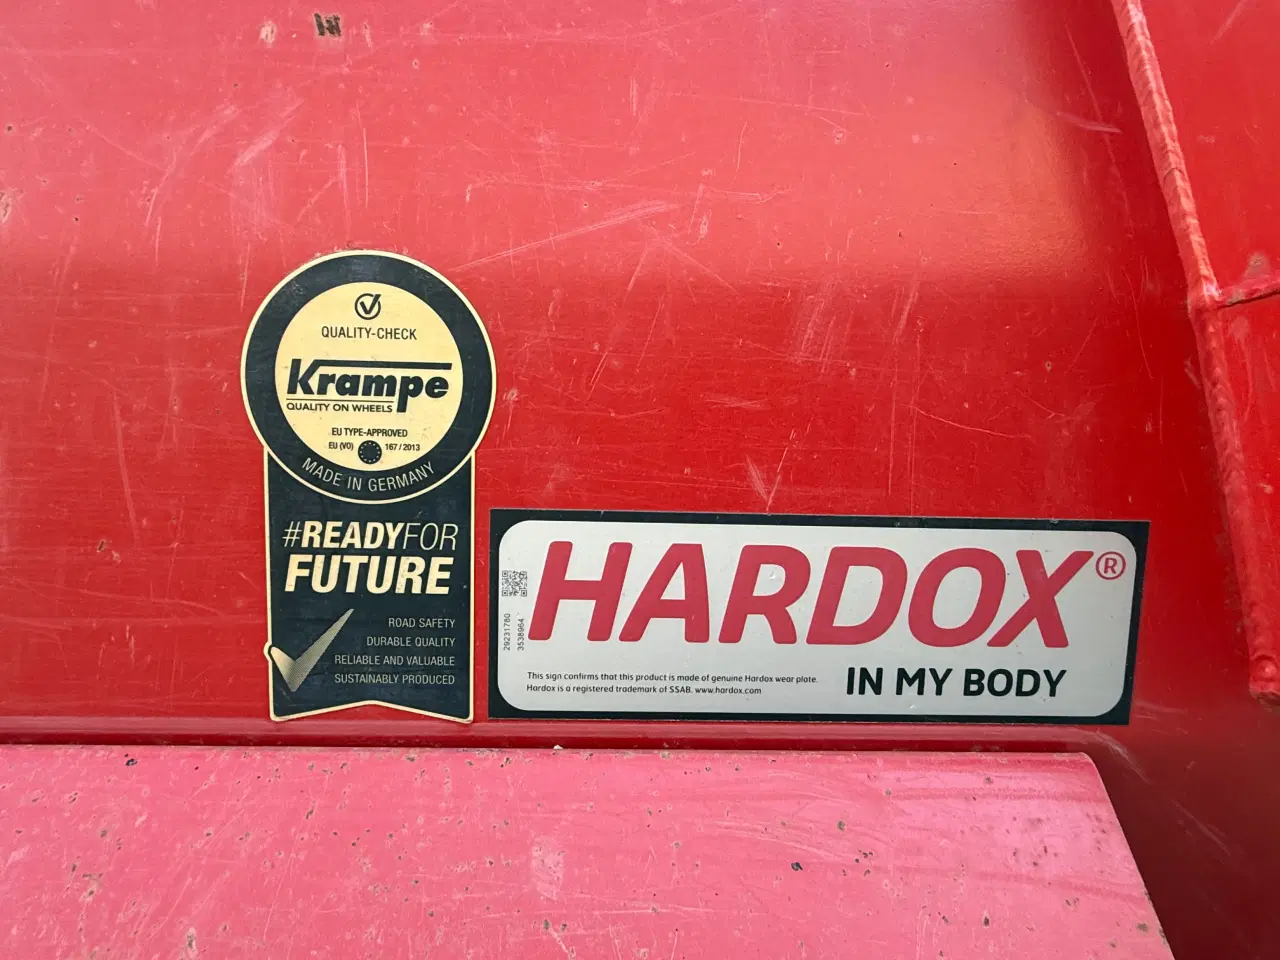 QUALITY-CHECK
Krampe
QUALITY ON WHEELS
EU TYPE-APPROVED
EU (VO) 167 / 2013
MADE IN GERMANY
#READYFOR
FUTURE
ROAD SAFETY
DURABLE QUALITY
RELIABLE AND VALUABLE
SUSTAINABLY PRODUCED
29231780
3538964
HARDOX®
IN MY BODY
This sign confirms that this product is made of genuine Hardox wear plate.
Hardox is a registered trademark of SSAB. www.hardox.com